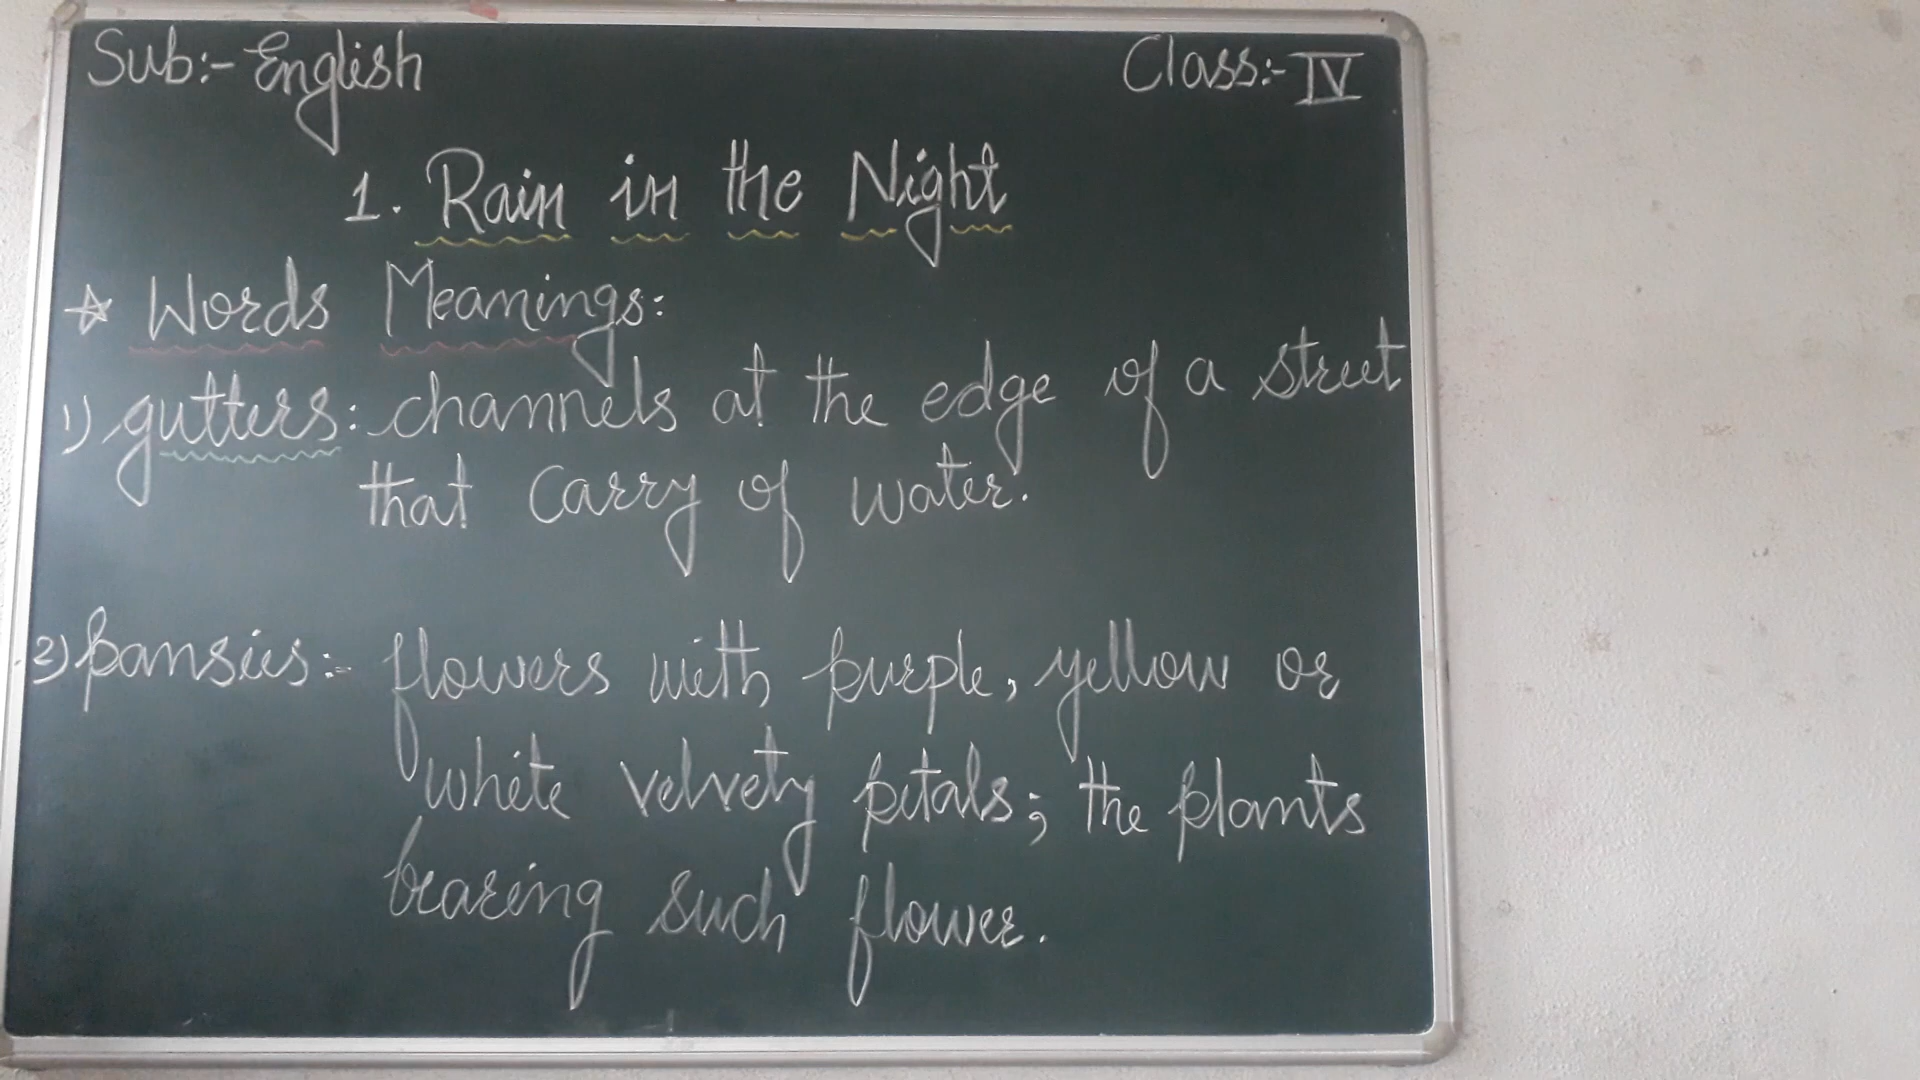 Sub:- English Class:- IV
1. Rain in the Night
☆ Words Meanings:
1) gutters: channels at the edge of a street
that carry of water.
2) pansies:- flowers with purple, yellow or
white velvety petals; the plants
bearing such flower.